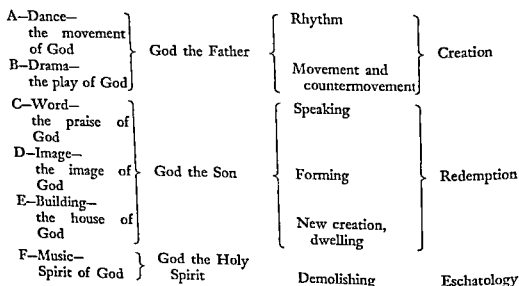 A—Dance—
the movement
of God
B—Drama—
the play of God
God the Father
Rhythm
Movement and
countermovement
Creation
C—Word—
the praise of
God
D—Image—
the image of
God
E—Building—
the house of
God
God the Son
Speaking
Forming
New creation,
dwelling
Redemption
F—Music—
Spirit of God
God the Holy
Spirit
Demolishing
Eschatology